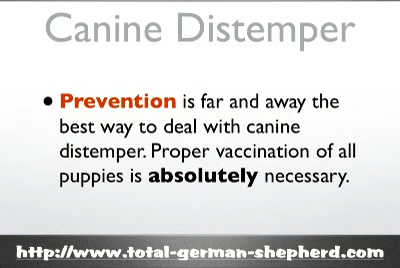 Canine Distemper
• Prevention is far and away the
best way to deal with canine
distemper. Proper vaccination of all
puppies is absolutely necessary.
http://www.total-german-shepherd.com